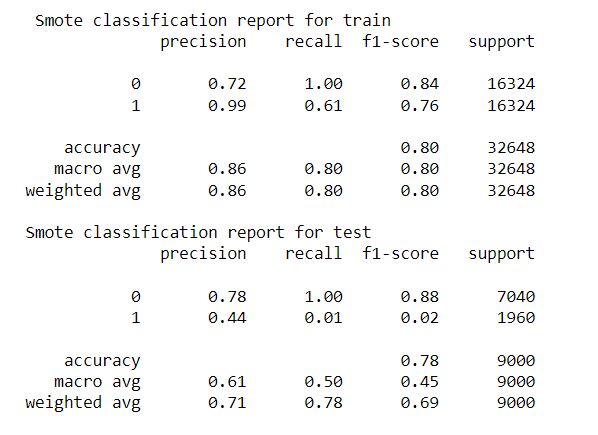 Smote classification report for train
precision recall f1-score support
0 0.72 1.00 0.84 16324
1 0.99 0.61 0.76 16324
accuracy 0.80 32648
macro avg 0.86 0.80 0.80 32648
weighted avg 0.86 0.80 0.80 32648
Smote classification report for test
precision recall f1-score support
0 0.78 1.00 0.88 7040
1 0.44 0.01 0.02 1960
accuracy 0.78 9000
macro avg 0.61 0.50 0.45 9000
weighted avg 0.71 0.78 0.69 9000